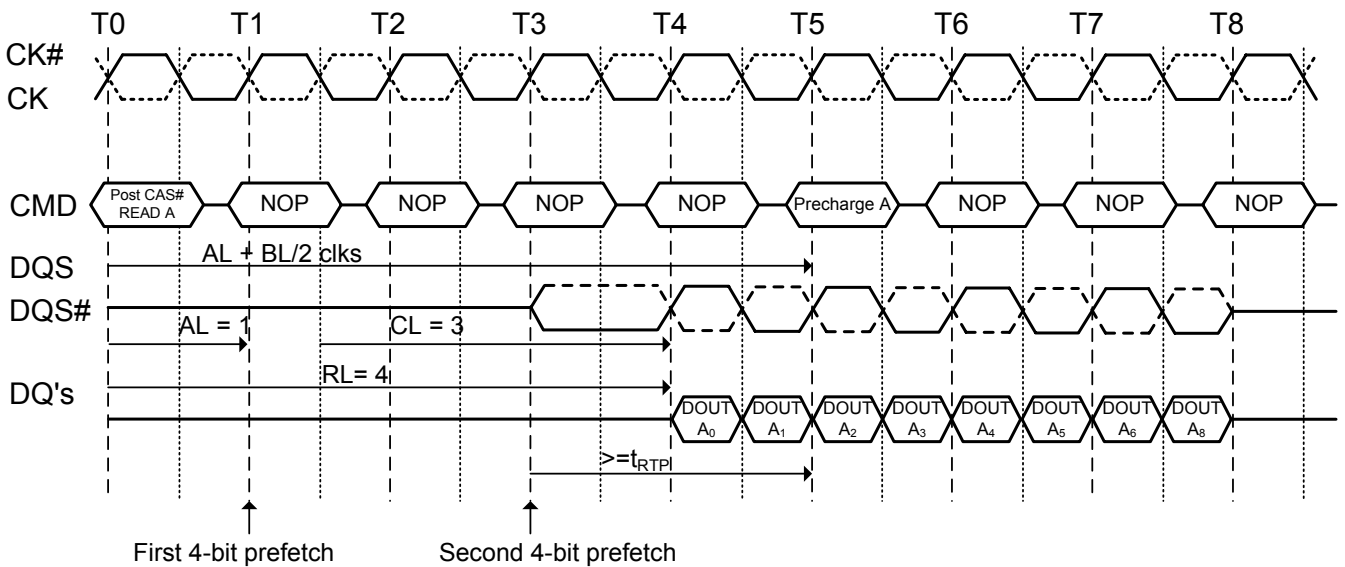 T0 T1 T2 T3 T4 T5 T6 T7 T8
CK#
CK
CMD Post CAS# READ A NOP NOP NOP NOP Precharge A NOP NOP NOP
AL + BL/2 clks
DQS
DQS#
AL = 1 CL = 3
RL= 4
DQ's
DOUT A0 DOUT A1 DOUT A2 DOUT A3 DOUT A4 DOUT A5 DOUT A6 DOUT A8
>=tRTP
First 4-bit prefetch Second 4-bit prefetch